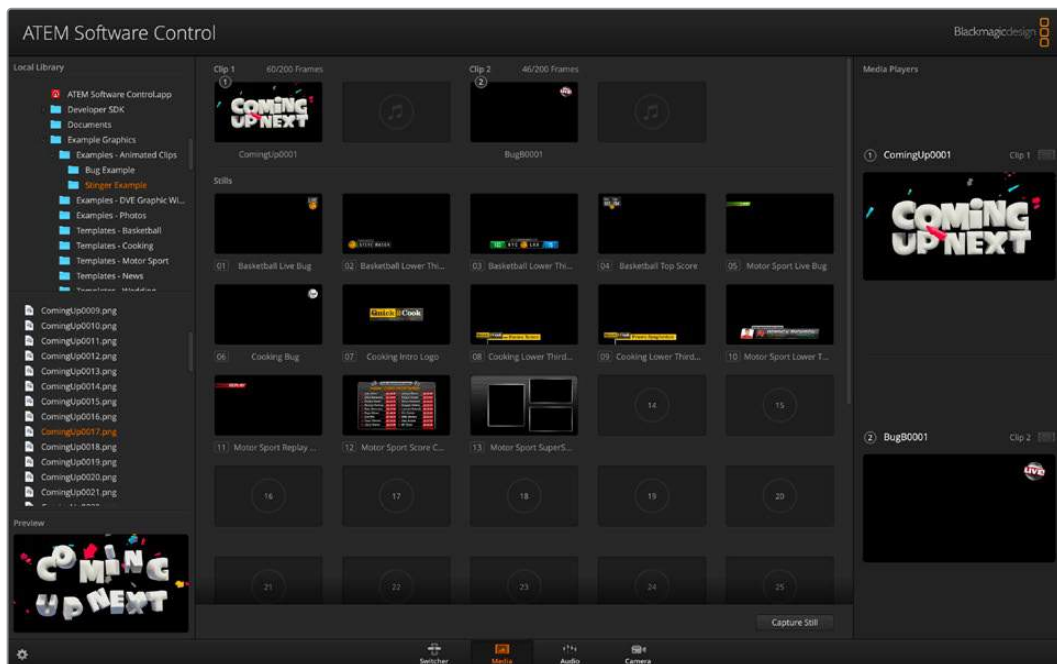 ATEM Software Control
Blackmagicdesign
Local Library
ATEM Software Control.app
Developer SDK
Documents
Example Graphics
Examples - Animated Clips
Bug Example
Stinger Example
Examples - DVE Graphic Wi...
Examples - Photos
Templates - Basketball
Templates - Cooking
Templates - Motor Sport
Templates - News
Templates - Wedding
ComingUp0009.png
ComingUp0010.png
ComingUp0011.png
ComingUp0012.png
ComingUp0013.png
ComingUp0014.png
ComingUp0015.png
ComingUp0016.png
ComingUp0017.png
ComingUp0018.png
ComingUp0019.png
ComingUp0020.png
ComingUp0021.png
Preview
COMING
UP NEXT
Clip 1 60/200 Frames
1
COMING
UP NEXT
ComingUp0001
Clip 2 46/200 Frames
2
LIVE!
BugB0001
Stills
01 Basketball Live Bug
02 Basketball Lower Thi...
03 Basketball Lower Thi...
04 Basketball Top Score
05 Motor Sport Live Bug
Quick Cook
06 Cooking Bug
07 Cooking Intro Logo
08 Cooking Lower Third...
09 Cooking Lower Third...
10 Motor Sport Lower T...
REPLAY
11 Motor Sport Replay ...
12 Motor Sport Score C...
13 Motor Sport SuperS...
14
15
16
17
18
19
20
21
22
23
24
25
Capture Still
Media Players
1 ComingUp0001 Clip 1
COMING
UP NEXT
2 BugB0001 Clip 2
LIVE!
Switcher
Media
Audio
Camera